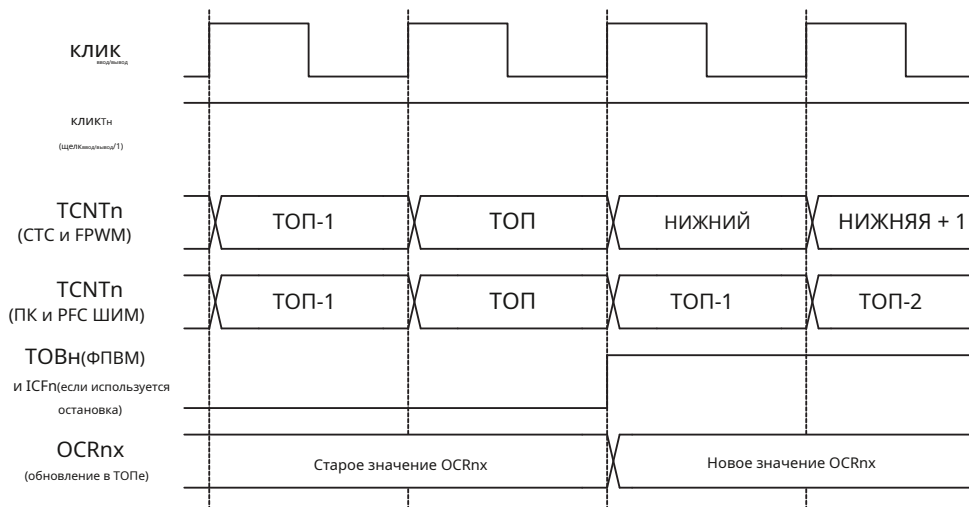 КЛИК
ввод/вывод
кликTн
(щелкввод/вывод/1)
TCNTn
(СТС и FPWM)
ТОП-1
ТОП
НИЖНИЙ
НИЖНЯЯ + 1
TCNTn
(ПК и PFC ШИМ)
ТОП-1
ТОП
ТОП-1
ТОП-2
ТОВн(ФПВМ)
и ICFn(если используется
остановка)
OCRnx
(обновление в ТОПе)
Старое значение OCRnx
Новое значение OCRnx